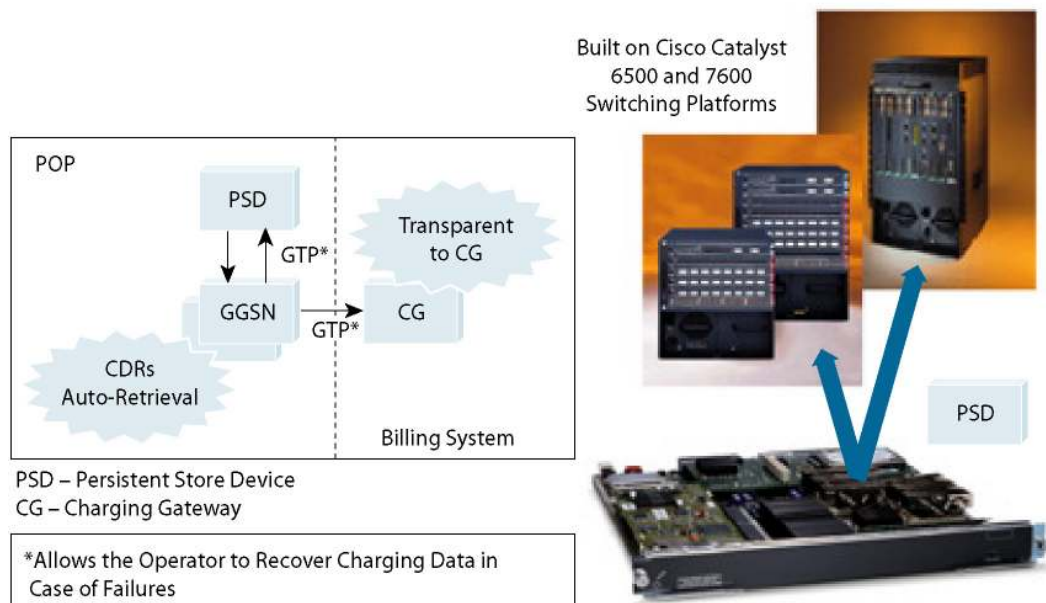 Built on Cisco Catalyst
6500 and 7600
Switching Platforms
POP
PSD
GTP*
Transparent
to CG
GGSN
GTP*
CG
CDRs
Auto-Retrieval
Billing System
PSD
PSD – Persistent Store Device
CG – Charging Gateway
*Allows the Operator to Recover Charging Data in
Case of Failures